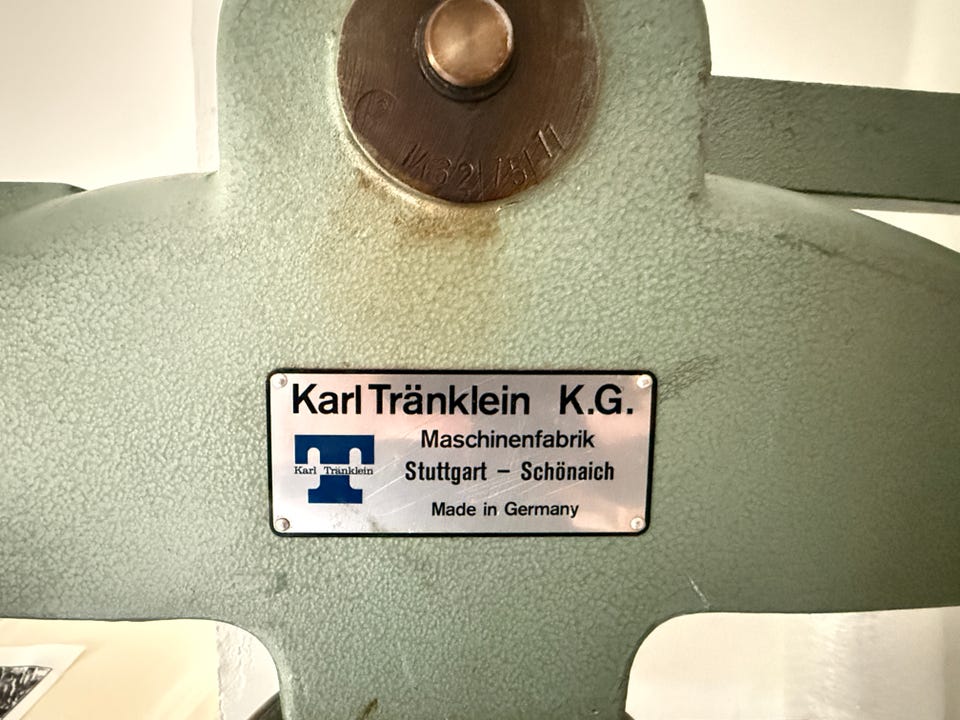 Karl Tränklein K.G.
Maschinenfabrik
Karl Tränklein
Stuttgart – Schönaich
Made in Germany